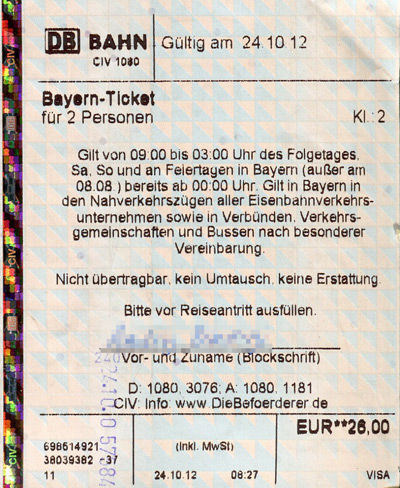 DB BAHN Gültig am 24.10.12
CIV 1080
Bayern-Ticket
für 2 Personen Kl.: 2
Gilt von 09:00 bis 03:00 Uhr des Folgetages,
Sa, So und an Feiertagen in Bayern (außer am
08.08.) bereits ab 00:00 Uhr. Gilt in Bayern in
den Nahverkehrszügen aller Eisenbahnverkehrs-
unternehmen sowie in Verbünden, Verkehrs-
gemeinschaften und Bussen nach besonderer
Vereinbarung.
Nicht übertragbar, kein Umtausch, keine Erstattung.
Bitte vor Reiseantritt ausfüllen.
Vor- und Zuname (Blockschrift)
D: 1080, 3076; A: 1080, 1181
CIV: Info: www.DieBefoerderer.de
EUR**26,00
698614921 (Inkl. MwSt)
38039382 -37
11 24.10.12 08:27 VISA